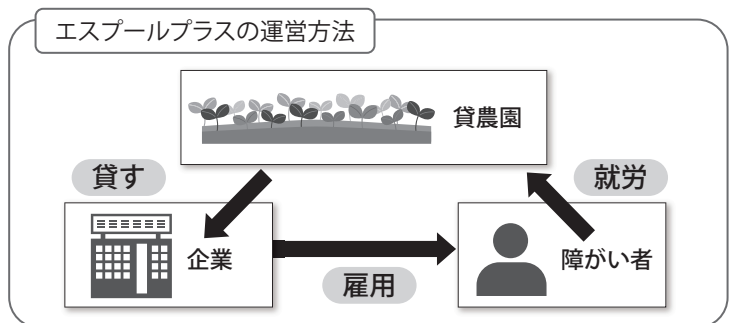 エスプールプラスの運営方法
貸農園
貸す
就労
企業
障がい者
雇用